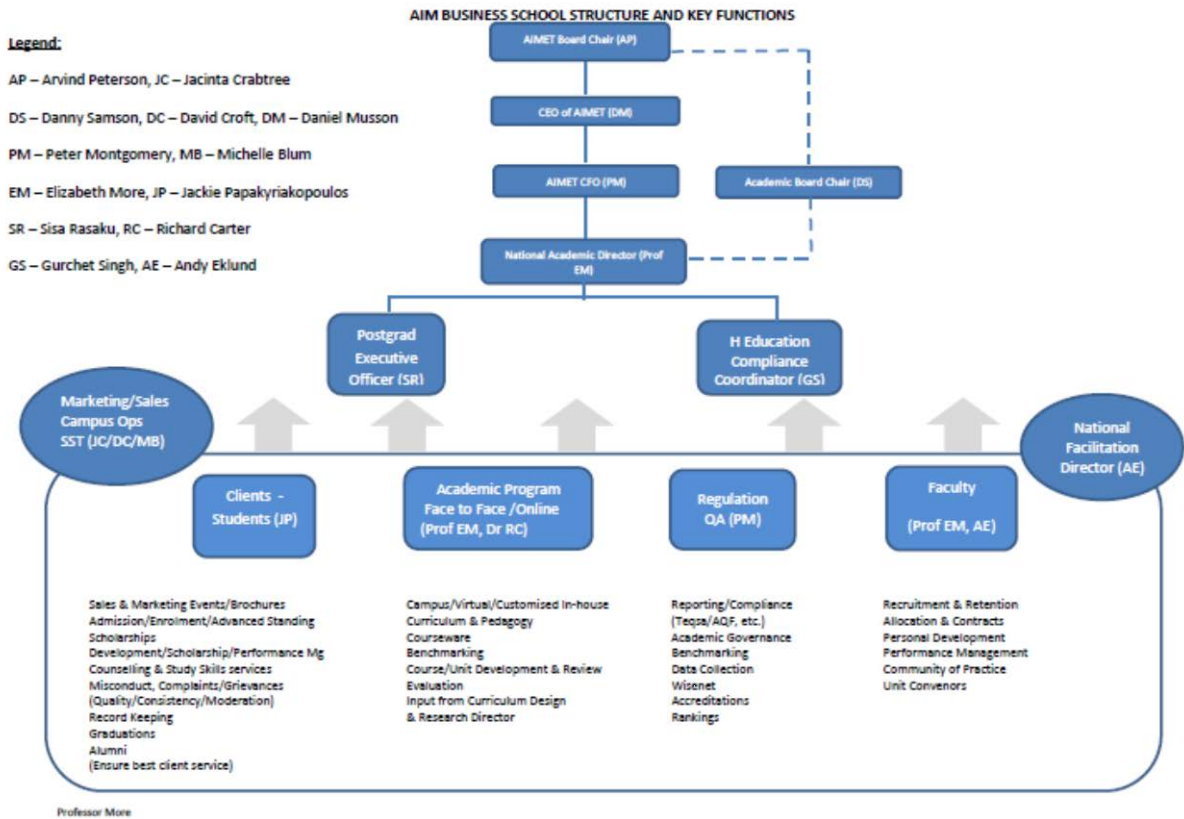 AIM BUSINESS SCHOOL STRUCTURE AND KEY FUNCTIONS
Legend:
AP – Arvind Peterson, JC – Jacinta Crabtree
DS – Danny Samson, DC – David Croft, DM – Daniel Musson
PM – Peter Montgomery, MB – Michelle Blum
EM – Elizabeth More, JP – Jackie Papakyriakopoulos
SR – Sisa Rasaku, RC – Richard Carter
GS – Gurchet Singh, AE – Andy Eklund
AIMET Board Chair (AP)
CEO of AIMET (DM)
AIMET CFO (PM)
Academic Board Chair (DS)
National Academic Director (Prof
EM)
Postgrad
Executive
Officer (SR)
H Education
Compliance
Coordinator (GS)
Marketing/Sales
Campus Ops
SST (JC/DC/MB)
National
Facilitation
Director (AE)
Clients -
Students (JP)
Academic Program
Face to Face /Online
(Prof EM, Dr RC)
Regulation
QA (PM)
Faculty
(Prof EM, AE)
Sales & Marketing Events/Brochures
Admission/Enrolment/Advanced Standing
Scholarships
Development/Scholarship/Performance Mg
Counselling & Study Skills services
Misconduct, Complaints/Grievances
(Quality/Consistency/Moderation)
Record Keeping
Graduations
Alumni
(Ensure best client service)
Campus/Virtual/Customised In-house
Curriculum & Pedagogy
Courseware
Benchmarking
Course/Unit Development & Review
Evaluation
Input from Curriculum Design
& Research Director
Reporting/Compliance
(Teqsa/AQF, etc.)
Academic Governance
Benchmarking
Data Collection
Wisenet
Accreditations
Rankings
Recruitment & Retention
Allocation & Contracts
Personal Development
Performance Management
Community of Practice
Unit Convenors
Professor More